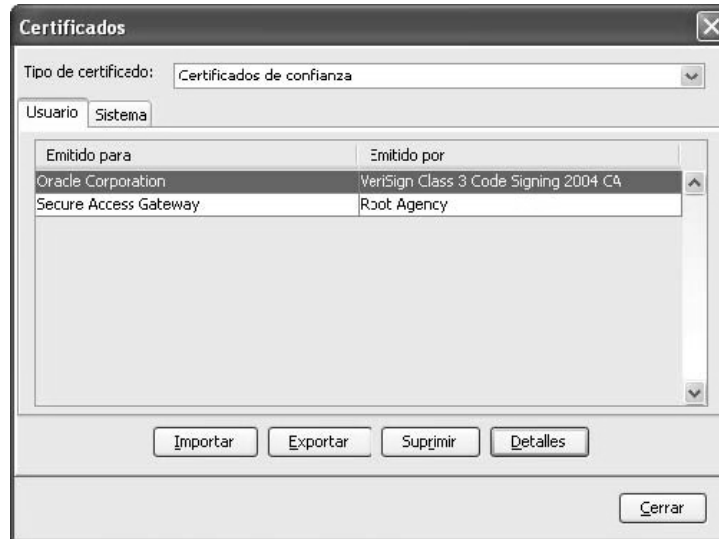 Certificados
Tipo de certificado: Certificados de confianza
Usuario Sistema
Emitido para Emitido por
Oracle Corporation VeriSign Class 3 Code Signing 2004 CA
Secure Access Gateway Root Agency
Importar Exportar Suprimir Detalles
Cerrar